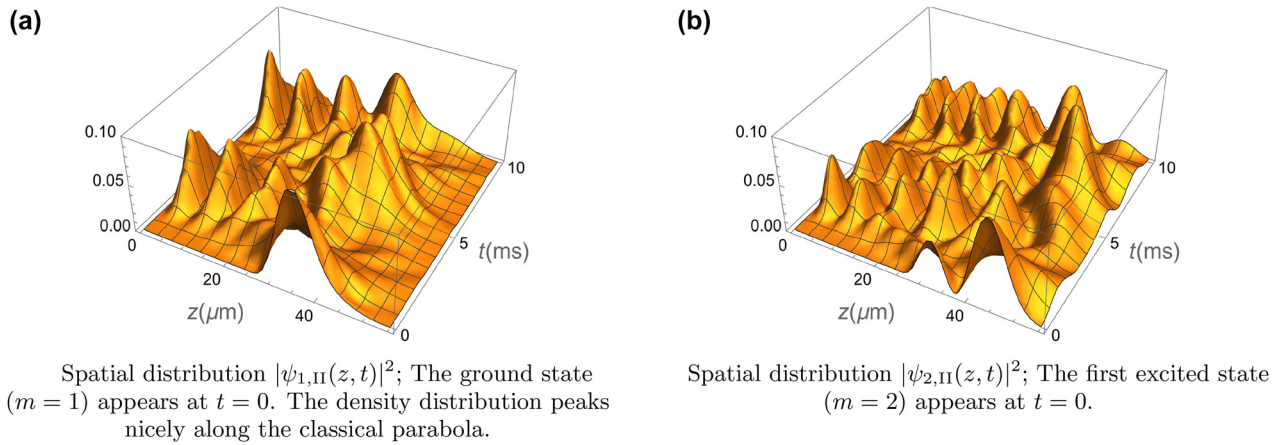 (a)
0.10
0.05
0.00
0
20
40
z(μm)
0
5
10
t(ms)
Spatial distribution |ψ₁,II(z, t)|²; The ground state
(m = 1) appears at t = 0. The density distribution peaks
nicely along the classical parabola.
(b)
0.10
0.05
0.00
0
20
40
z(μm)
0
5
10
t(ms)
Spatial distribution |ψ₂,II(z, t)|²; The first excited state
(m = 2) appears at t = 0.